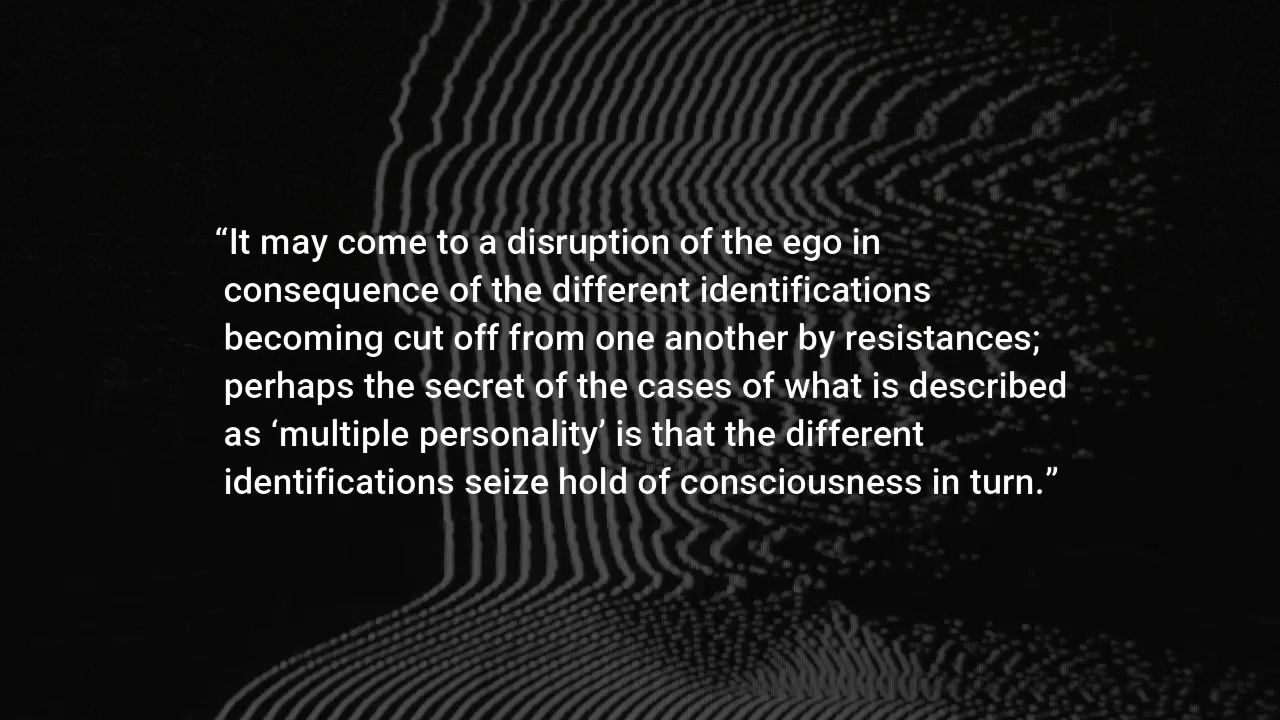 “It may come to a disruption of the ego in
consequence of the different identifications
becoming cut off from one another by resistances;
perhaps the secret of the cases of what is described
as ‘multiple personality’ is that the different
identifications seize hold of consciousness in turn.”